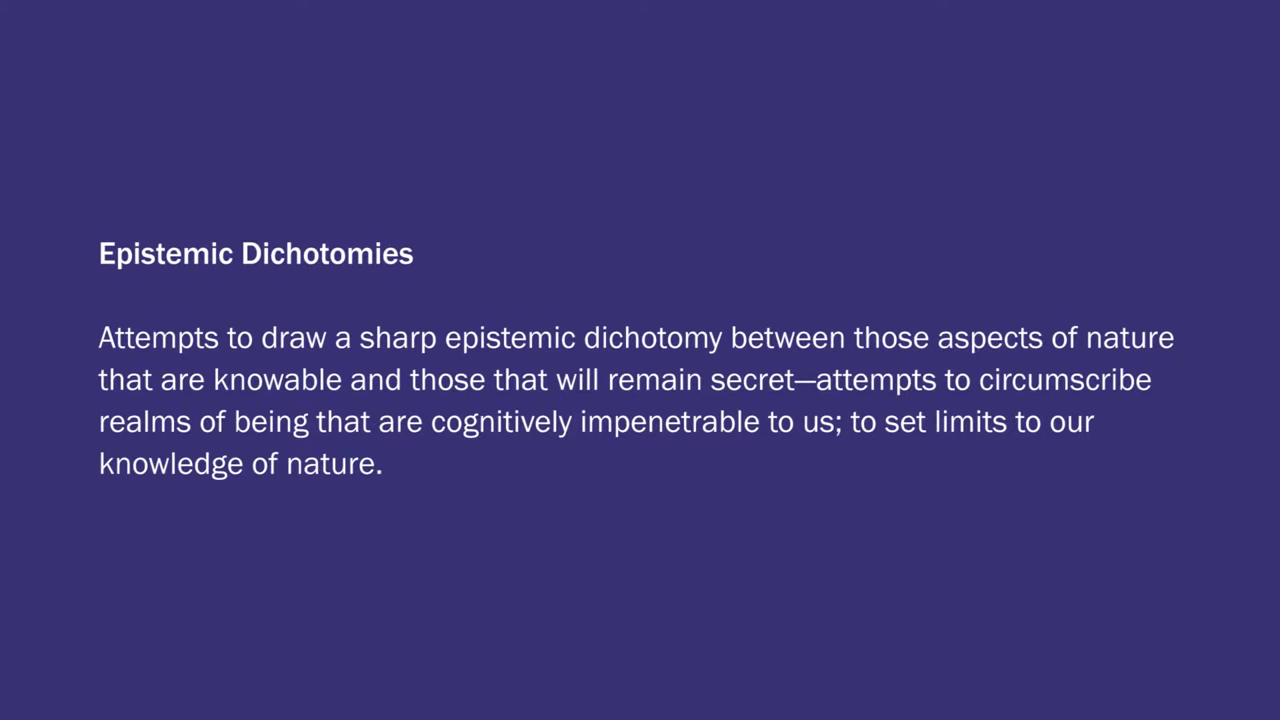 Epistemic Dichotomies
Attempts to draw a sharp epistemic dichotomy between those aspects of nature
that are knowable and those that will remain secret—attempts to circumscribe
realms of being that are cognitively impenetrable to us; to set limits to our
knowledge of nature.